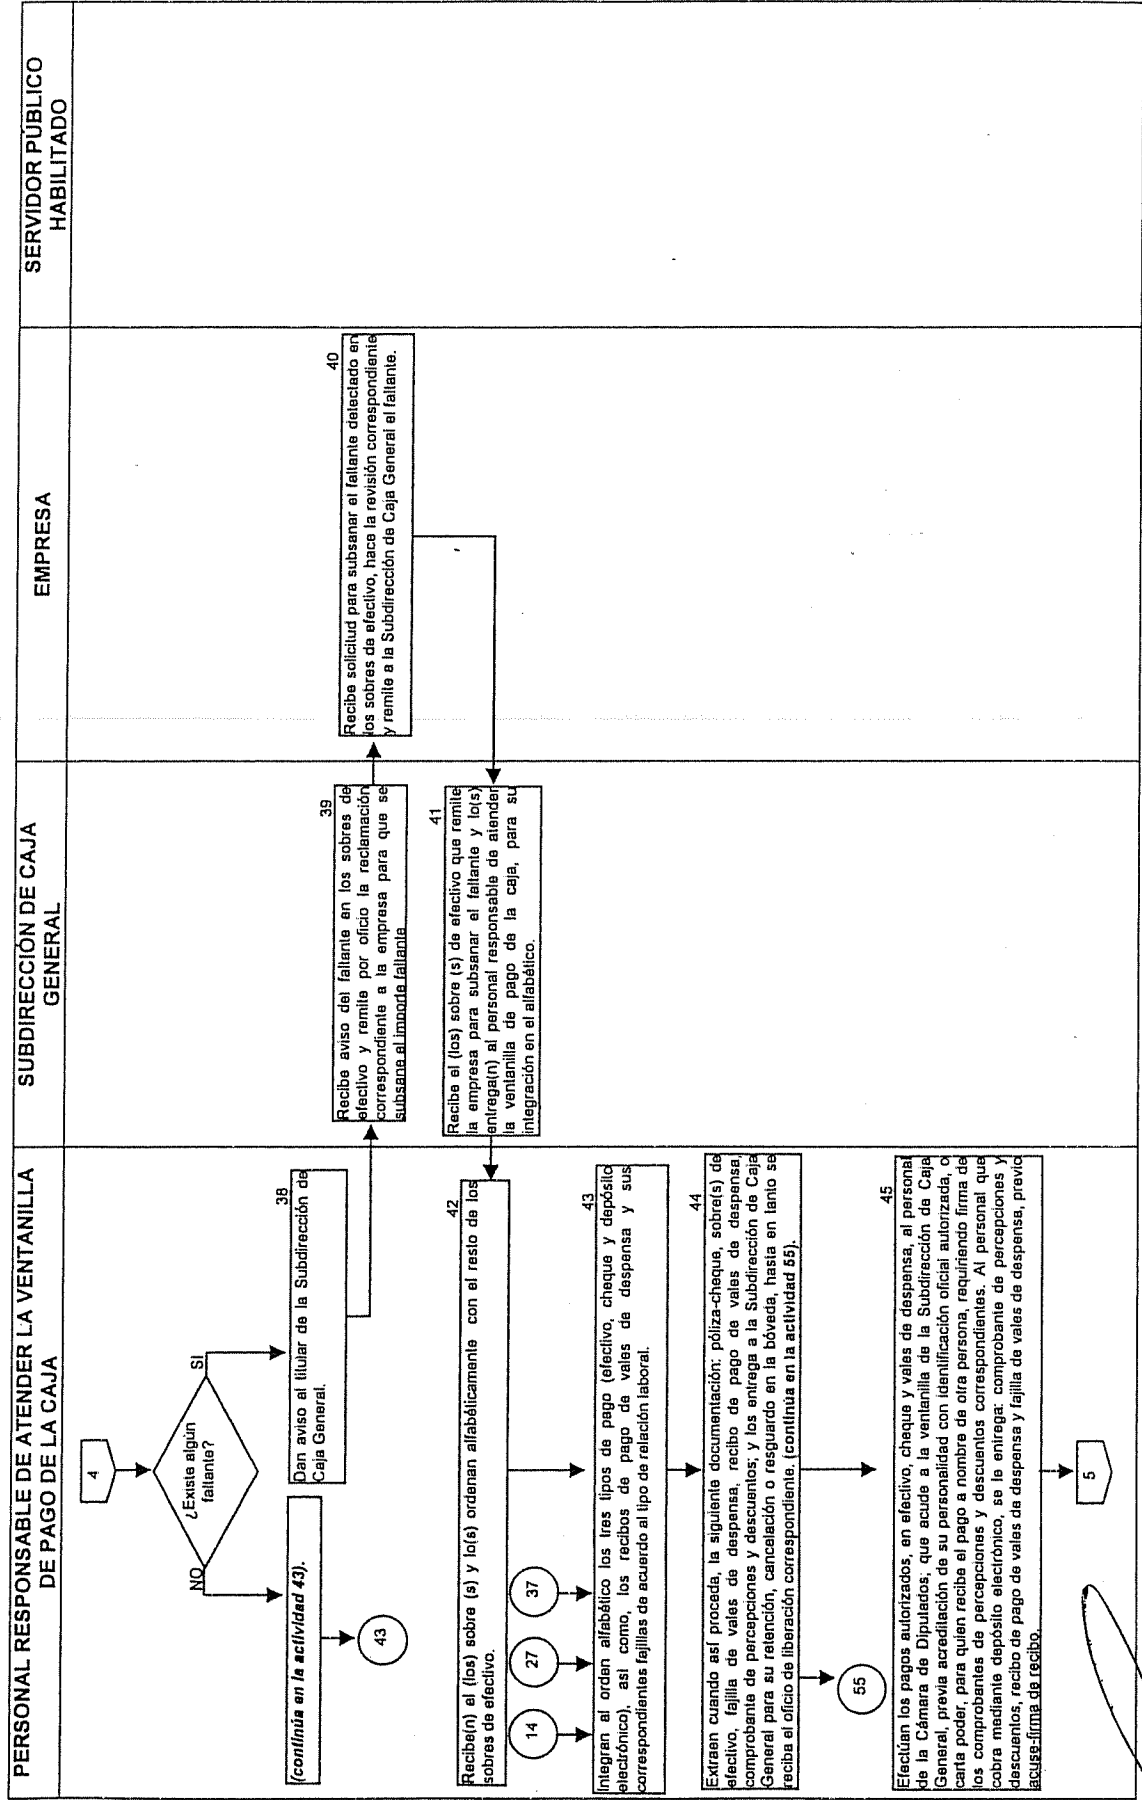 PERSONAL RESPONSABLE DE ATENDER LA VENTANILLA
DE PAGO DE LA CAJA
SUBDIRECCIÓN DE CAJA
GENERAL
EMPRESA
SERVIDOR PÚBLICO
HABILITADO
4
¿Existe algún
faltante?
NO
SI
(continúa en la actividad 43).
43
38
Dan aviso al titular de la Subdirección de
Caja General.
39
Recibe aviso del faltante en los sobres de
efectivo y remite por oficio la reclamación
correspondiente a la empresa para que se
subsane el importe faltante
40
Recibe solicitud para subsanar el faltante detectado en
los sobres de efectivo, hace la revisión correspondiente
y remite a la Subdirección de Caja General el faltante.
41
Recibe el (los) sobre (s) de efectivo que remite
la empresa para subsanar el faltante y lo(s)
entrega(n) al personal responsable de atender
la ventanilla de pago de la caja, para su
integración en el alfabético.
42
Recibe(n) el (los) sobre (s) y lo(s) ordenan alfabéticamente con el resto de los
sobres de efectivo.
14
27
37
43
Integran al orden alfabético los tres tipos de pago (efectivo, cheque y depósito
electrónico), así como, los recibos de pago de vales de despensa y sus
correspondientes fajillas de acuerdo al tipo de relación laboral.
44
Extraen cuando así proceda, la siguiente documentación: póliza-cheque, sobre(s) de
efectivo, fajilla de vales de despensa, recibo de pago de vales de despensa,
comprobante de percepciones y descuentos; y los entrega a la Subdirección de Caja
General para su retención, cancelación o resguardo en la bóveda, hasta en tanto se
reciba el oficio de liberación correspondiente. (continúa en la actividad 55).
55
45
Efectúan los pagos autorizados, en efectivo, cheque y vales de despensa, al personal
de la Cámara de Diputados; que acude a la ventanilla de la Subdirección de Caja
General, previa acreditación de su personalidad con identificación oficial autorizada, o
carta poder, para quien recibe el pago a nombre de otra persona, requiriendo firma de
los comprobantes de percepciones y descuentos correspondientes. Al personal que
cobra mediante depósito electrónico, se le entrega: comprobante de percepciones y
descuentos, recibo de pago de vales de despensa y fajilla de vales de despensa, previo
acuse-firma de recibo.
5